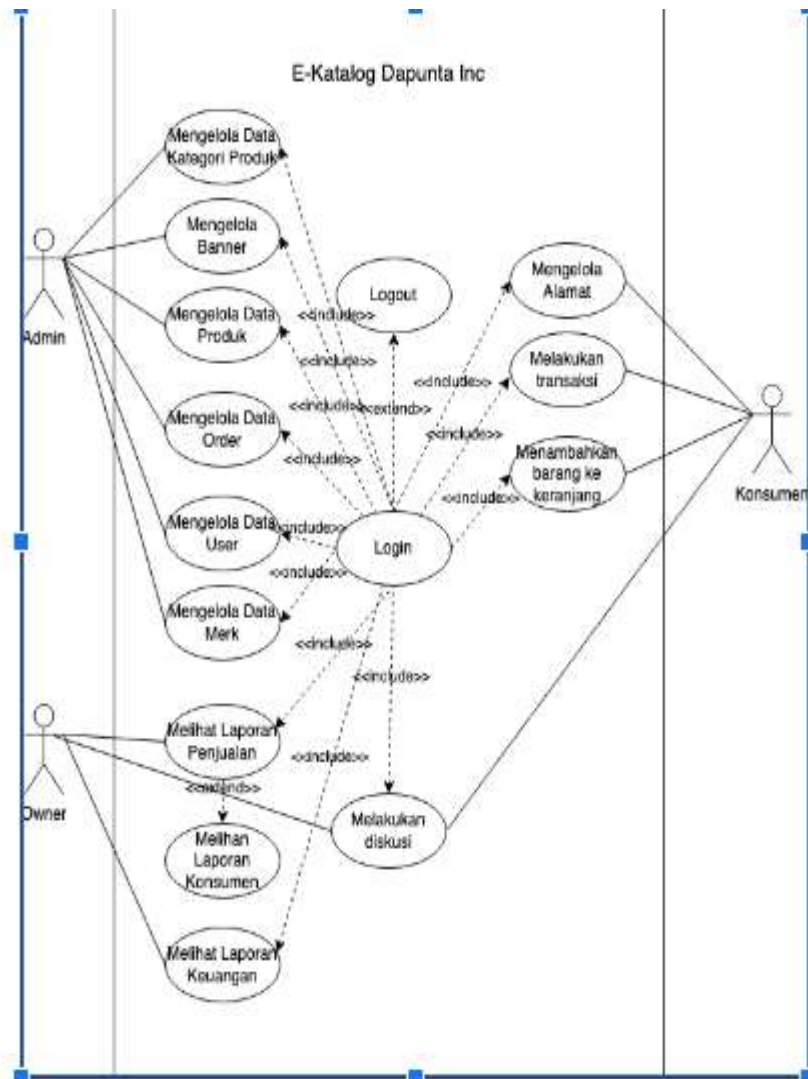 E-Katalog Dapunta Inc
Mengelola Data
Kategori Produk
Mengelola
Banner
Mengelola Data
Produk
Mengelola Data
Order
Mengelola Data
User
Mengelola Data
Merk
Melihat Laporan
Penjualan
<<extend>>
Melihan
Laporan
Konsumen
Melihat Laporan
Keuangan
Admin
Owner
Logout
<<include>>
<<include>>
<<include>>
<<include>>
<<include>>
<<include>>
<<extend>>
<<include>>
<<include>>
<<include>>
Login
<<include>>
<<include>>
<<include>>
Melakukan
diskusi
Mengelola
Alamat
Melakukan
transaksi
Menambahkan
barang ke
keranjang
Konsumen